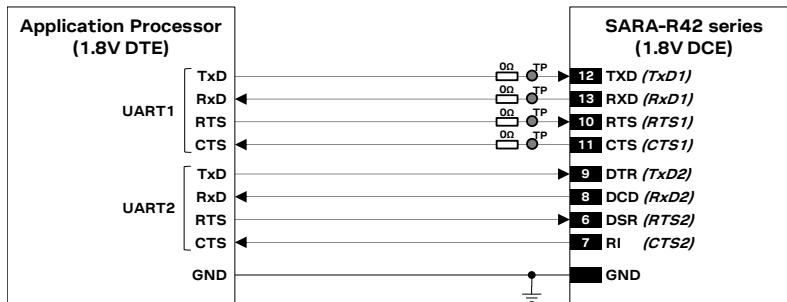 Application Processor
(1.8V DTE)
SARA-R42 series
(1.8V DCE)
UART1
TxD 0Ω TP 12 TXD (TxD1)
RxD 0Ω TP 13 RXD (RxD1)
RTS 0Ω TP 10 RTS (RTS1)
CTS 0Ω TP 11 CTS (CTS1)
UART2
TxD 9 DTR (TxD2)
RxD 8 DCD (RxD2)
RTS 6 DSR (RTS2)
CTS 7 RI (CTS2)
GND GND